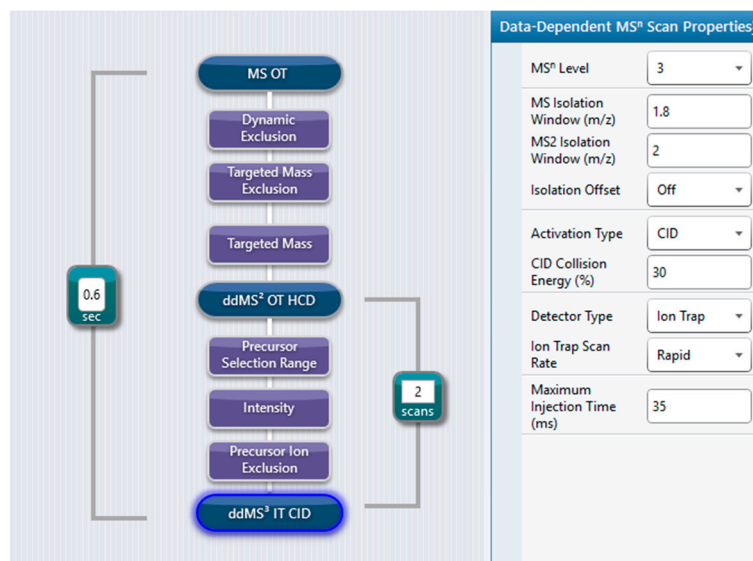 MS OT
Dynamic
Exclusion
Targeted Mass
Exclusion
Targeted Mass
0.6
sec
ddMS² OT HCD
Precursor
Selection Range
2
scans
Intensity
Precursor Ion
Exclusion
ddMS³ IT CID
Data-Dependent MSⁿ Scan Properties
MSⁿ Level
3
MS Isolation
Window (m/z)
1.8
MS2 Isolation
Window (m/z)
2
Isolation Offset
Off
Activation Type
CID
CID Collision
Energy (%)
30
Detector Type
Ion Trap
Ion Trap Scan
Rate
Rapid
Maximum
Injection Time
(ms)
35